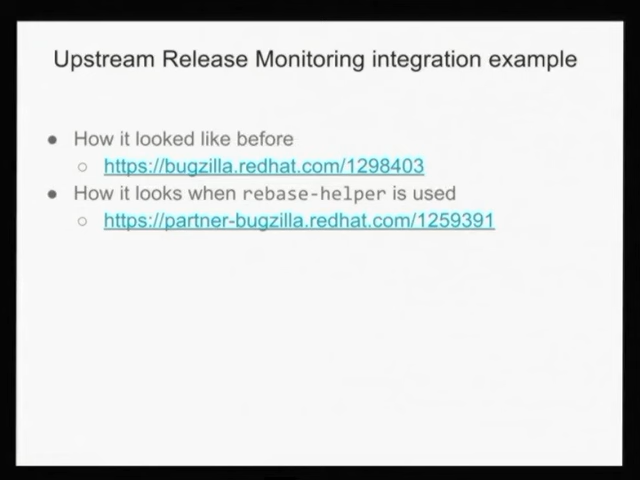 Upstream Release Monitoring integration example
● How it looked like before
○ https://bugzilla.redhat.com/1298403
● How it looks when rebase-helper is used
○ https://partner-bugzilla.redhat.com/1259391